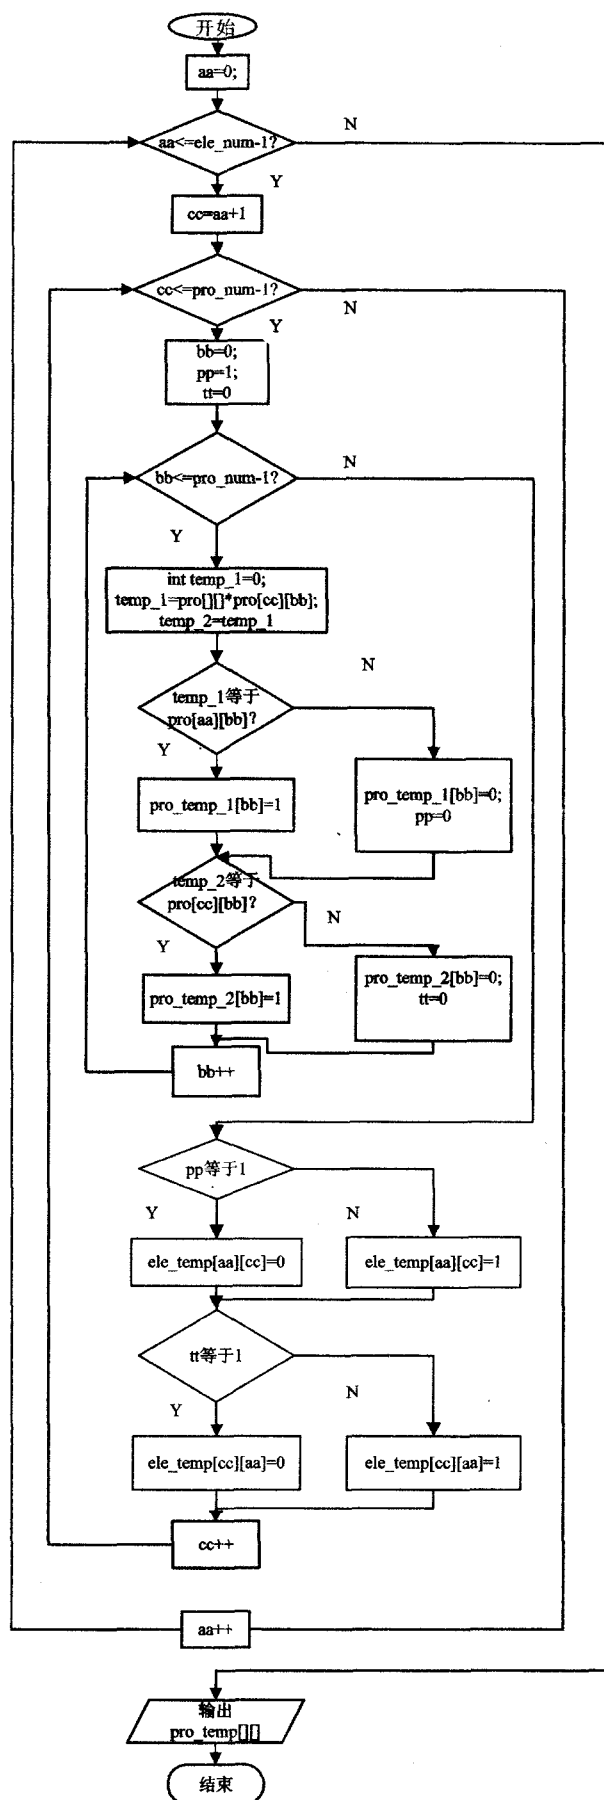 开始
aa=0;
aa<=ele_num-1?
N
Y
cc=aa+1
cc<=pro_num-1?
N
Y
bb=0;
pp=1;
tt=0
bb<=pro_num-1?
N
Y
int temp_1=0;
temp_1=pro[][]*pro[cc][bb];
temp_2=temp_1
N
temp_1等于
pro[aa][bb]?
Y
pro_temp_1[bb]=1
pro_temp_1[bb]=0;
pp=0
temp_2等于
pro[cc][bb]?
N
Y
pro_temp_2[bb]=1
pro_temp_2[bb]=0;
tt=0
bb++
pp等于1
Y
N
ele_temp[aa][cc]=0
ele_temp[aa][cc]=1
tt等于1
N
Y
ele_temp[cc][aa]=0
ele_temp[cc][aa]=1
cc++
aa++
输出
pro_temp[][]
结束